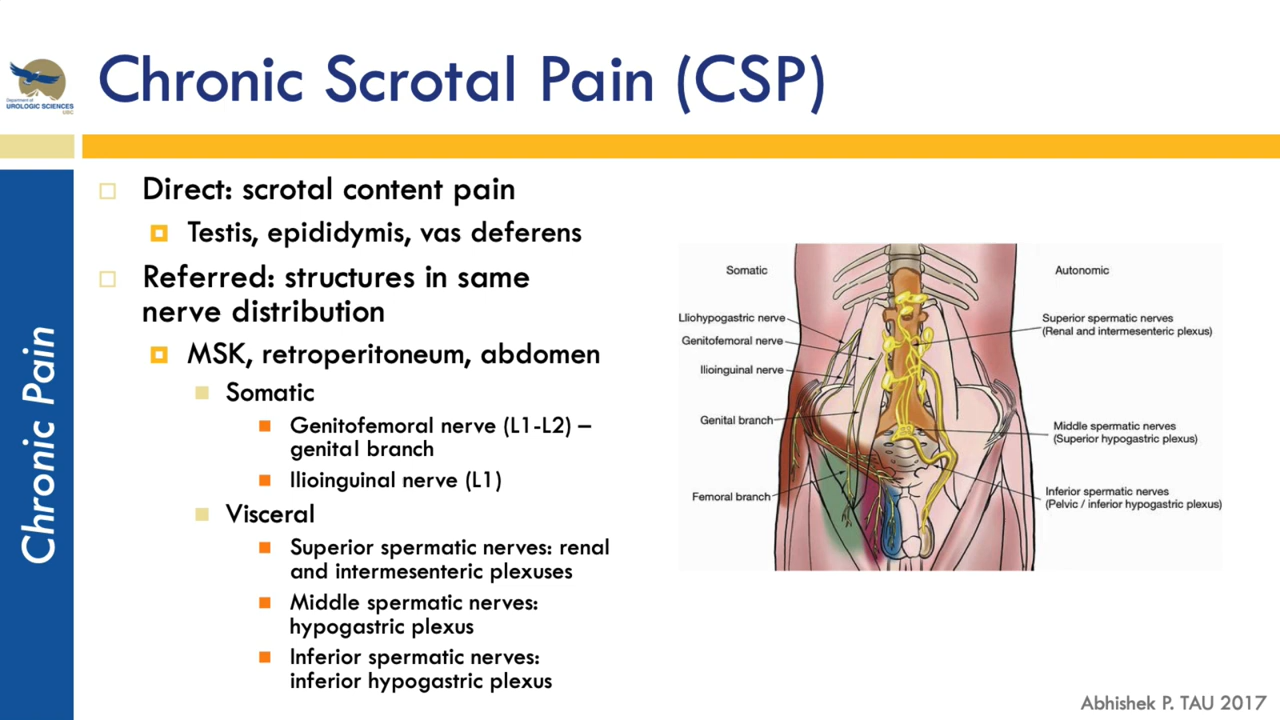 Chronic Scrotal Pain (CSP)
Department of
UROLOGIC SCIENCES
UBC
Chronic Pain
Direct: scrotal content pain
Testis, epididymis, vas deferens
Referred: structures in same
nerve distribution
MSK, retroperitoneum, abdomen
Somatic
Genitofemoral nerve (L1-L2) –
genital branch
Ilioinguinal nerve (L1)
Visceral
Superior spermatic nerves: renal
and intermesenteric plexuses
Middle spermatic nerves:
hypogastric plexus
Inferior spermatic nerves:
inferior hypogastric plexus
Somatic
Lliohypogastric nerve
Genitofemoral nerve
Ilioinguinal nerve
Genital branch
Femoral branch
Autonomic
Superior spermatic nerves
(Renal and intermesenteric plexus)
Middle spermatic nerves
(Superior hypogastric plexus)
Inferior spermatic nerves
(Pelvic / inferior hypogastric plexus)
Abhishek P. TAU 2017